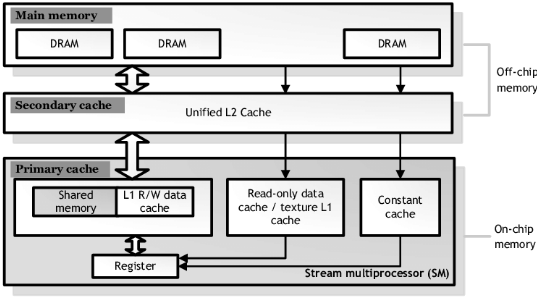 Main memory
DRAM
DRAM
DRAM
Off-chip
memory
Secondary cache
Unified L2 Cache
Primary cache
Shared
memory
L1 R/W data
cache
Read-only data
cache / texture L1
cache
Constant
cache
On-chip
memory
Register
Stream multiprocessor (SM)